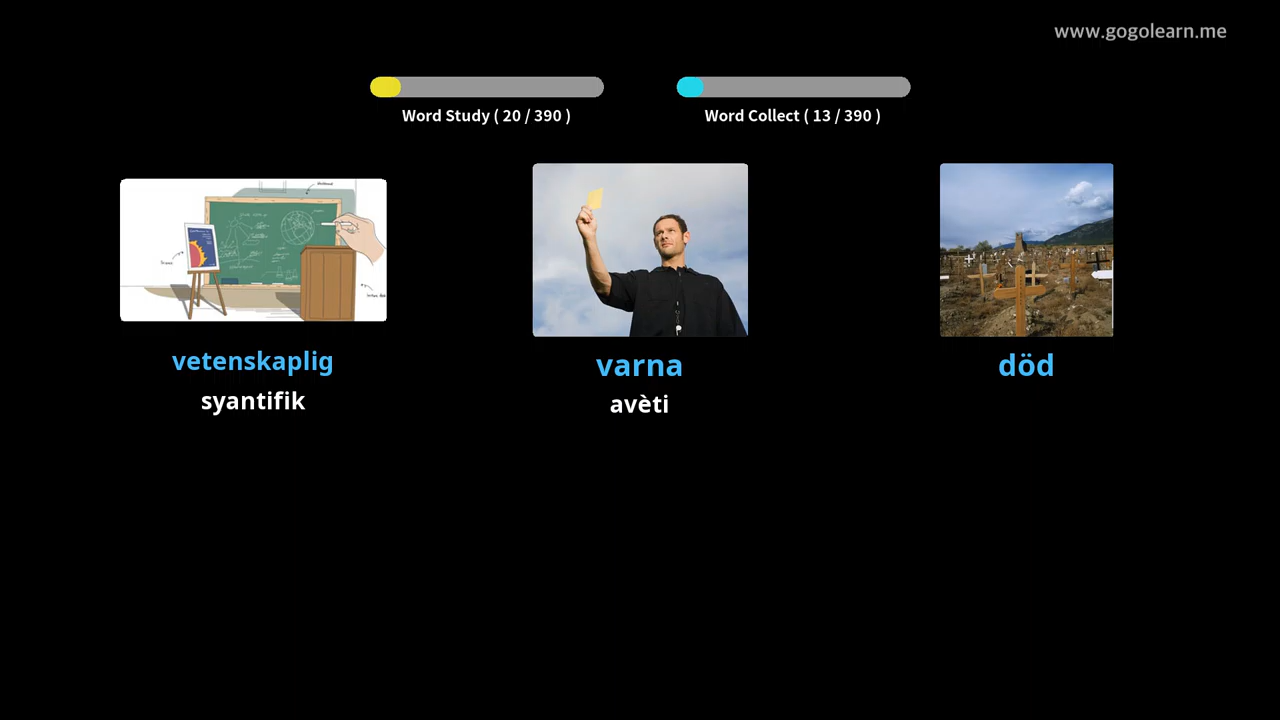 www.gogolearn.me
Word Study ( 20 / 390 )
Word Collect ( 13 / 390 )
vetenskaplig
varna
död
syantifik
avèti